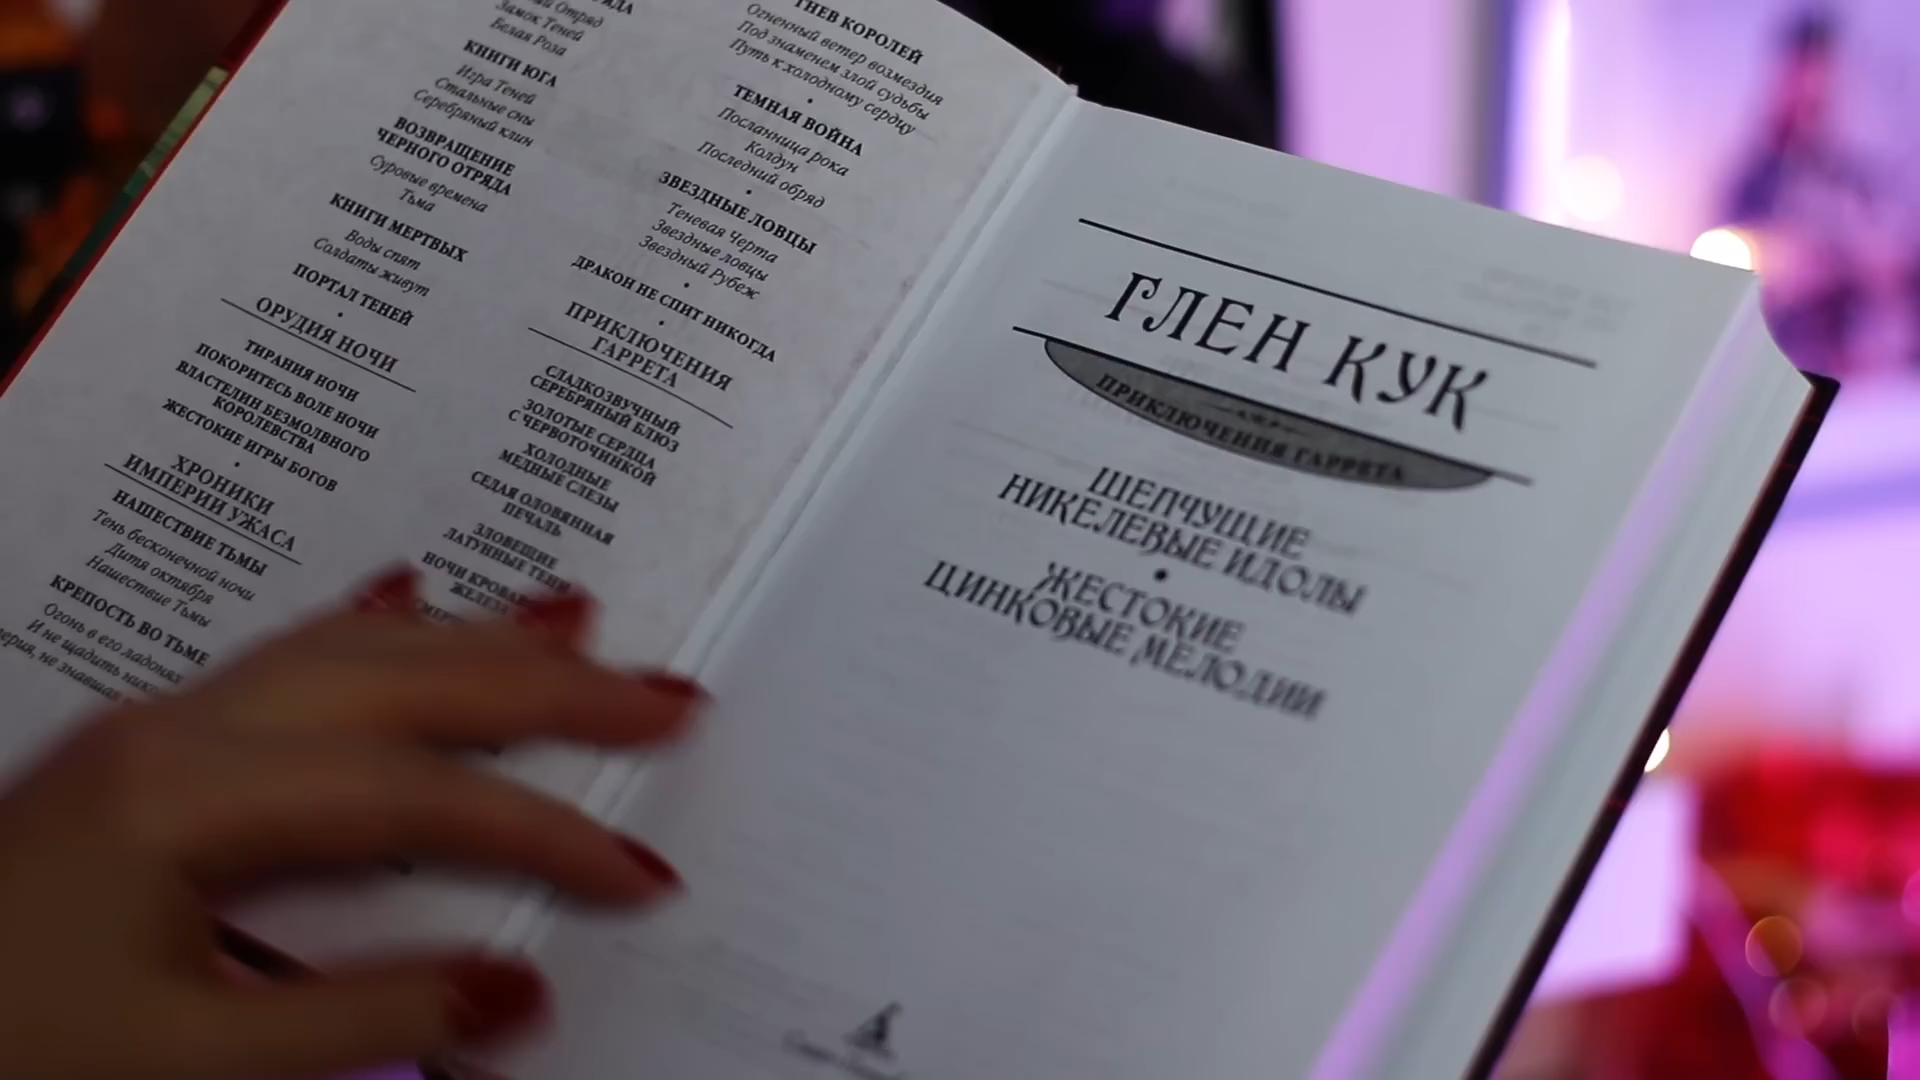 Замок Теней
Белая Роза
КНИГИ ЮГА
Игра Теней
Стальные сны
Серебряный клин
ВОЗВРАЩЕНИЕ
ЧЕРНОГО ОТРЯДА
Суровые времена
Тьма
КНИГИ МЕРТВЫХ
Воды спят
Солдаты живут
ПОРТАЛ ТЕНЕЙ
ОРУДИЯ НОЧИ
ТИРАНИЯ НОЧИ
ПОКОРИТЕСЬ ВОЛЕ НОЧИ
ВЛАСТЕЛИН БЕЗМОЛВНОГО
КОРОЛЕВСТВА
ЖЕСТОКИЕ ИГРЫ БОГОВ
ХРОНИКИ
ИМПЕРИИ УЖАСА
НАШЕСТВИЕ ТЬМЫ
Тень бесконечной ночи
Дитя октября
Нашествие Тьмы
КРЕПОСТЬ ВО ТЬМЕ
Огонь в его ладонях
И не щадить
не знавшая
ГНЕВ КОРОЛЕЙ
Огненный ветер возмездия
Под знаменем злой судьбы
Путь к холодному сердцу
ТЕМНАЯ ВОЙНА
Посланница рока
Колдун
Последний обряд
ЗВЕЗДНЫЕ ЛОВЦЫ
Теневая Черта
Звездные ловцы
Звездный Рубеж
ДРАКОН НЕ СПИТ НИКОГДА
ПРИКЛЮЧЕНИЯ
ГАРРЕТА
СЛАДКОЗВУЧНЫЙ
СЕРЕБРЯНЫЙ БЛЮЗ
ЗОЛОТЫЕ СЕРДЦА
С ЧЕРВОТОЧИНКОЙ
ХОЛОДНЫЕ
МЕДНЫЕ СЛЕЗЫ
СЕДАЯ ОЛОВЯННАЯ
ПЕЧАЛЬ
ЗЛОВЕЩИЕ
ЛАТУННЫЕ ТЕНИ
НОЧИ
ЖЕЛЕЗА
ГЛЕН КУК
ПРИКЛЮЧЕНИЯ ГАРРЕТА
ШЕПЧУЩИЕ
НИКЕЛЕВЫЕ ИДОЛЫ
ЖЕСТОКИЕ
ЦИНКОВЫЕ МЕЛОДИИ